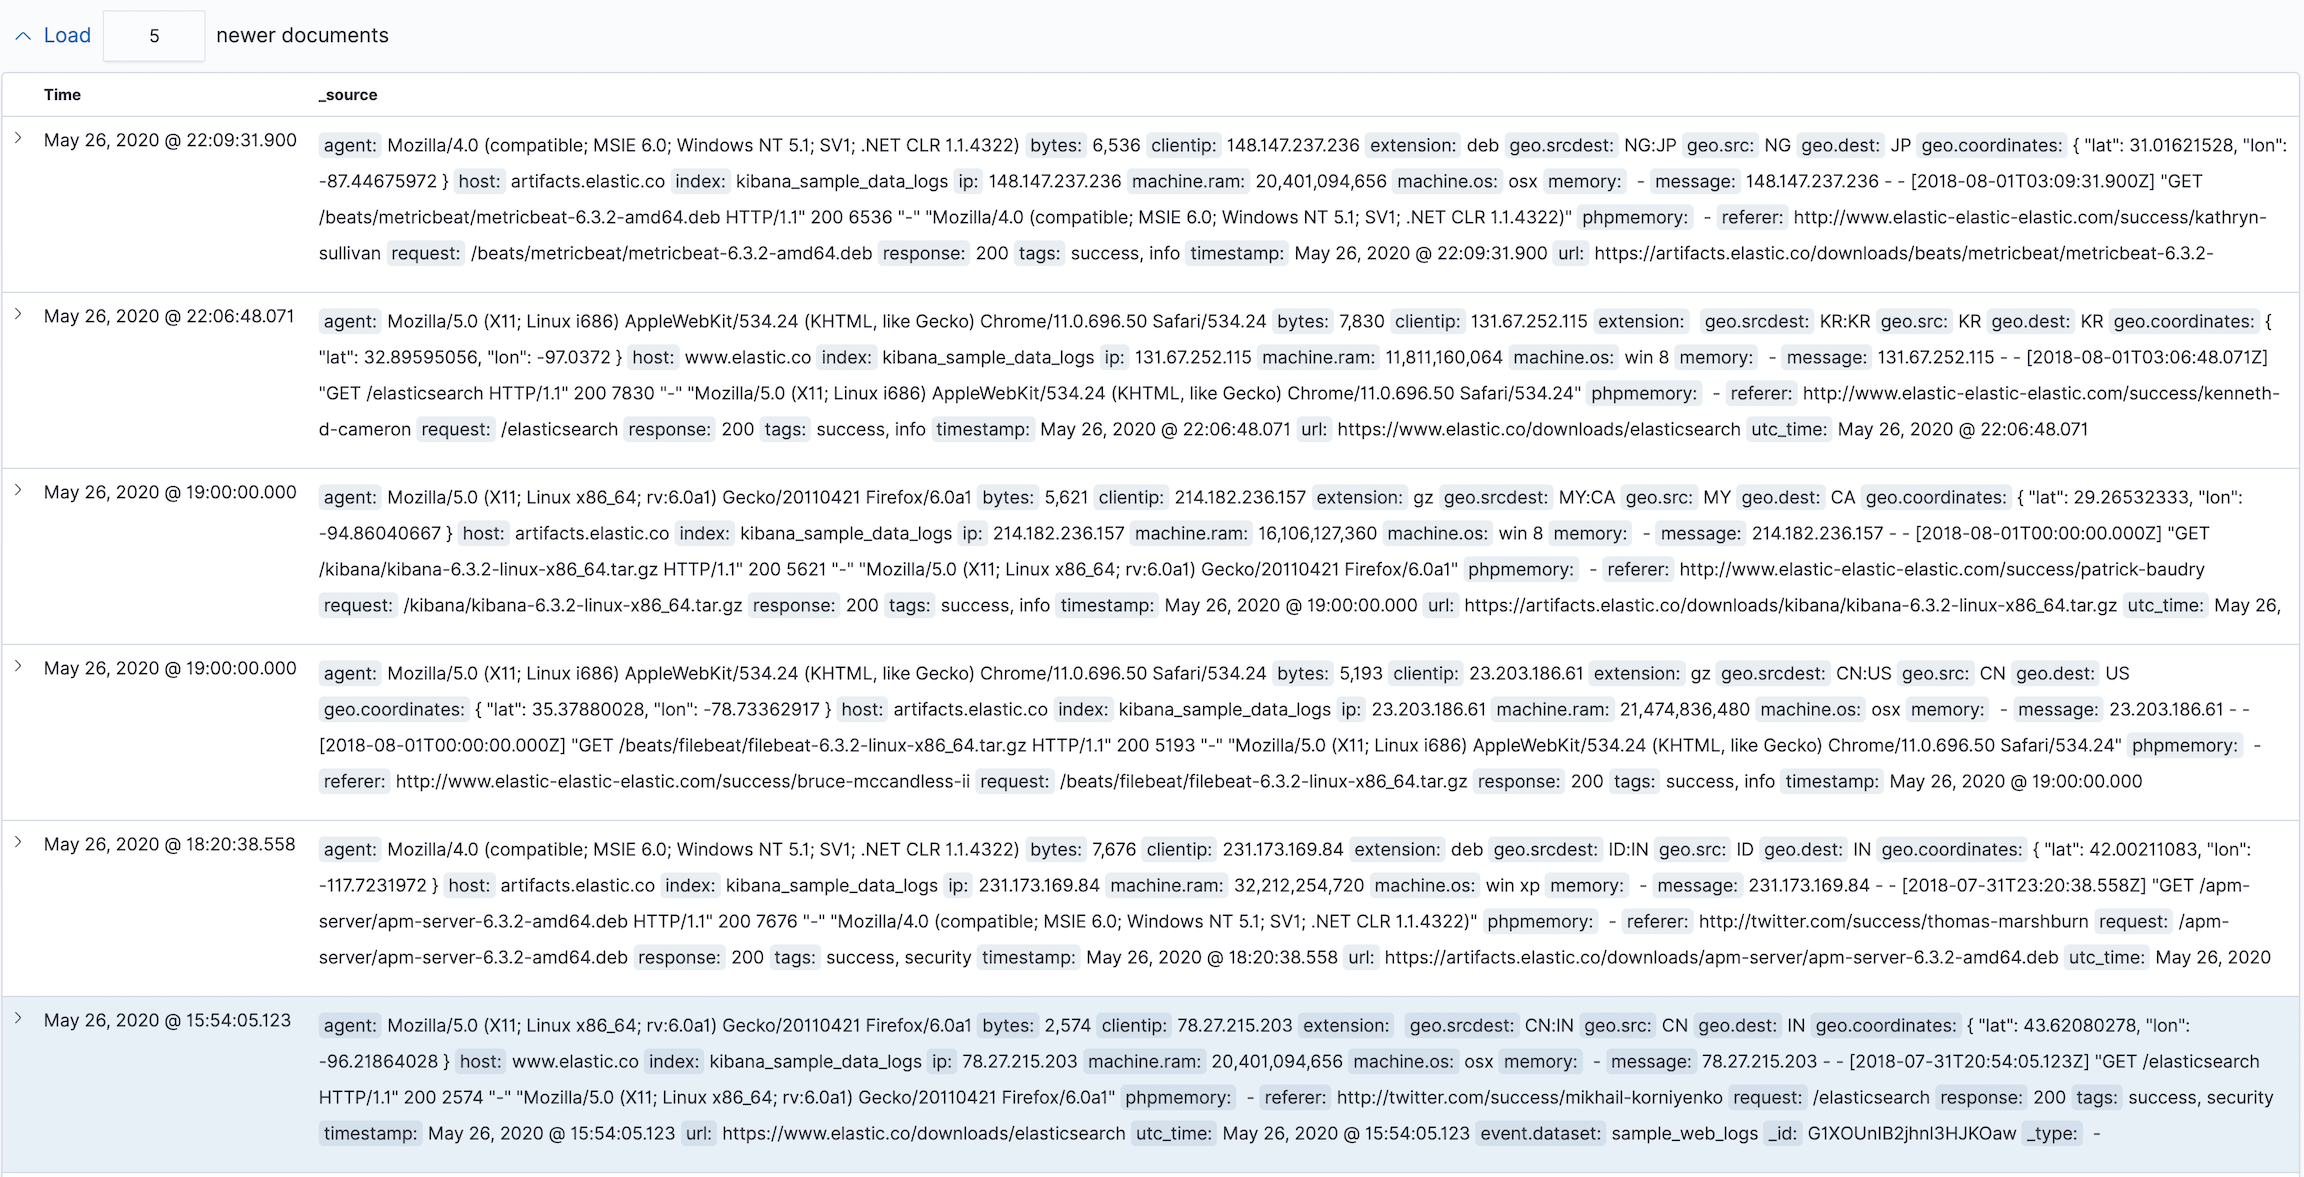 Load 5 newer documents
Time _source
May 26, 2020 @ 22:09:31.900 agent: Mozilla/4.0 (compatible; MSIE 6.0; Windows NT 5.1; SV1; .NET CLR 1.1.4322) bytes: 6,536 clientip: 148.147.237.236 extension: deb geo.srcdest: NG:JP geo.src: NG geo.dest: JP geo.coordinates: { "lat": 31.01621528, "lon":
-87.44675972 } host: artifacts.elastic.co index: kibana_sample_data_logs ip: 148.147.237.236 machine.ram: 20,401,094,656 machine.os: osx memory: - message: 148.147.237.236 - - [2018-08-01T03:09:31.900Z] "GET
/beats/metricbeat/metricbeat-6.3.2-amd64.deb HTTP/1.1" 200 6536 "-" "Mozilla/4.0 (compatible; MSIE 6.0; Windows NT 5.1; SV1; .NET CLR 1.1.4322)" phpmemory: - referer: http://www.elastic-elastic-elastic.com/success/kathryn-
sullivan request: /beats/metricbeat/metricbeat-6.3.2-amd64.deb response: 200 tags: success, info timestamp: May 26, 2020 @ 22:09:31.900 url: https://artifacts.elastic.co/downloads/beats/metricbeat/metricbeat-6.3.2-
May 26, 2020 @ 22:06:48.071 agent: Mozilla/5.0 (X11; Linux i686) AppleWebKit/534.24 (KHTML, like Gecko) Chrome/11.0.696.50 Safari/534.24 bytes: 7,830 clientip: 131.67.252.115 extension: geo.srcdest: KR:KR geo.src: KR geo.dest: KR geo.coordinates: {
"lat": 32.89595056, "lon": -97.0372 } host: www.elastic.co index: kibana_sample_data_logs ip: 131.67.252.115 machine.ram: 11,811,160,064 machine.os: win 8 memory: - message: 131.67.252.115 - - [2018-08-01T03:06:48.071Z]
"GET /elasticsearch HTTP/1.1" 200 7830 "-" "Mozilla/5.0 (X11; Linux i686) AppleWebKit/534.24 (KHTML, like Gecko) Chrome/11.0.696.50 Safari/534.24" phpmemory: - referer: http://www.elastic-elastic-elastic.com/success/kenneth-
d-cameron request: /elasticsearch response: 200 tags: success, info timestamp: May 26, 2020 @ 22:06:48.071 url: https://www.elastic.co/downloads/elasticsearch utc_time: May 26, 2020 @ 22:06:48.071
May 26, 2020 @ 19:00:00.000 agent: Mozilla/5.0 (X11; Linux x86_64; rv:6.0a1) Gecko/20110421 Firefox/6.0a1 bytes: 5,621 clientip: 214.182.236.157 extension: gz geo.srcdest: MY:CA geo.src: MY geo.dest: CA geo.coordinates: { "lat": 29.26532333, "lon":
-94.86040667 } host: artifacts.elastic.co index: kibana_sample_data_logs ip: 214.182.236.157 machine.ram: 16,106,127,360 machine.os: win 8 memory: - message: 214.182.236.157 - - [2018-08-01T00:00:00.000Z] "GET
/kibana/kibana-6.3.2-linux-x86_64.tar.gz HTTP/1.1" 200 5621 "-" "Mozilla/5.0 (X11; Linux x86_64; rv:6.0a1) Gecko/20110421 Firefox/6.0a1" phpmemory: - referer: http://www.elastic-elastic-elastic.com/success/patrick-baudry
request: /kibana/kibana-6.3.2-linux-x86_64.tar.gz response: 200 tags: success, info timestamp: May 26, 2020 @ 19:00:00.000 url: https://artifacts.elastic.co/downloads/kibana/kibana-6.3.2-linux-x86_64.tar.gz utc_time: May 26,
May 26, 2020 @ 19:00:00.000 agent: Mozilla/5.0 (X11; Linux i686) AppleWebKit/534.24 (KHTML, like Gecko) Chrome/11.0.696.50 Safari/534.24 bytes: 5,193 clientip: 23.203.186.61 extension: gz geo.srcdest: CN:US geo.src: CN geo.dest: US
geo.coordinates: { "lat": 35.37880028, "lon": -78.73362917 } host: artifacts.elastic.co index: kibana_sample_data_logs ip: 23.203.186.61 machine.ram: 21,474,836,480 machine.os: osx memory: - message: 23.203.186.61 - -
[2018-08-01T00:00:00.000Z] "GET /beats/filebeat/filebeat-6.3.2-linux-x86_64.tar.gz HTTP/1.1" 200 5193 "-" "Mozilla/5.0 (X11; Linux i686) AppleWebKit/534.24 (KHTML, like Gecko) Chrome/11.0.696.50 Safari/534.24" phpmemory: -
referer: http://www.elastic-elastic-elastic.com/success/bruce-mccandless-ii request: /beats/filebeat/filebeat-6.3.2-linux-x86_64.tar.gz response: 200 tags: success, info timestamp: May 26, 2020 @ 19:00:00.000
May 26, 2020 @ 18:20:38.558 agent: Mozilla/4.0 (compatible; MSIE 6.0; Windows NT 5.1; SV1; .NET CLR 1.1.4322) bytes: 7,676 clientip: 231.173.169.84 extension: deb geo.srcdest: ID:IN geo.src: ID geo.dest: IN geo.coordinates: { "lat": 42.00211083, "lon":
-117.7231972 } host: artifacts.elastic.co index: kibana_sample_data_logs ip: 231.173.169.84 machine.ram: 32,212,254,720 machine.os: win xp memory: - message: 231.173.169.84 - - [2018-07-31T23:20:38.558Z] "GET /apm-
server/apm-server-6.3.2-amd64.deb HTTP/1.1" 200 7676 "-" "Mozilla/4.0 (compatible; MSIE 6.0; Windows NT 5.1; SV1; .NET CLR 1.1.4322)" phpmemory: - referer: http://twitter.com/success/thomas-marshburn request: /apm-
server/apm-server-6.3.2-amd64.deb response: 200 tags: success, security timestamp: May 26, 2020 @ 18:20:38.558 url: https://artifacts.elastic.co/downloads/apm-server/apm-server-6.3.2-amd64.deb utc_time: May 26, 2020
May 26, 2020 @ 15:54:05.123 agent: Mozilla/5.0 (X11; Linux x86_64; rv:6.0a1) Gecko/20110421 Firefox/6.0a1 bytes: 2,574 clientip: 78.27.215.203 extension: geo.srcdest: CN:IN geo.src: CN geo.dest: IN geo.coordinates: { "lat": 43.62080278, "lon":
-96.21864028 } host: www.elastic.co index: kibana_sample_data_logs ip: 78.27.215.203 machine.ram: 20,401,094,656 machine.os: osx memory: - message: 78.27.215.203 - - [2018-07-31T20:54:05.123Z] "GET /elasticsearch
HTTP/1.1" 200 2574 "-" "Mozilla/5.0 (X11; Linux x86_64; rv:6.0a1) Gecko/20110421 Firefox/6.0a1" phpmemory: - referer: http://twitter.com/success/mikhail-korniyenko request: /elasticsearch response: 200 tags: success, security
timestamp: May 26, 2020 @ 15:54:05.123 url: https://www.elastic.co/downloads/elasticsearch utc_time: May 26, 2020 @ 15:54:05.123 event.dataset: sample_web_logs _id: G1XOUnIB2jhnI3HJKOaw _type: -